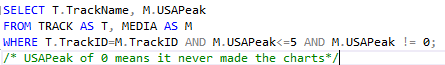 SELECT T.TrackName, M.USAPeak
FROM TRACK AS T, MEDIA AS M
WHERE T.TrackID=M.TrackID AND M.USAPeak<=5 AND M.USAPeak != 0;
/* USAPeak of 0 means it never made the charts*/